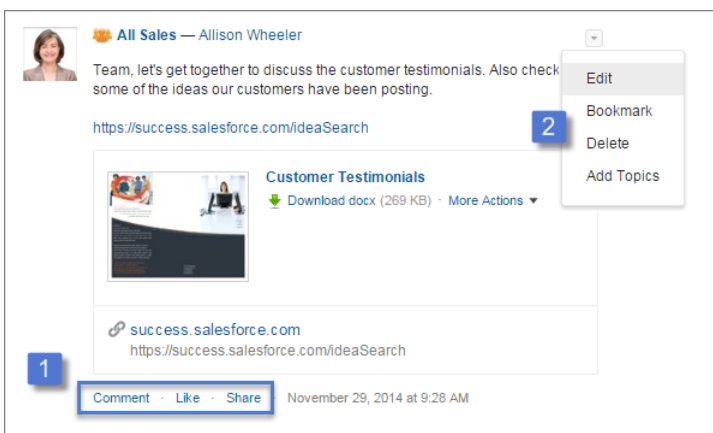 All Sales — Allison Wheeler
Team, let's get together to discuss the customer testimonials. Also check
some of the ideas our customers have been posting.
https://success.salesforce.com/ideaSearch
Edit
Bookmark
2
Delete
Add Topics
Customer Testimonials
Download docx (269 KB) · More Actions
success.salesforce.com
https://success.salesforce.com/ideaSearch
1
Comment · Like · Share · November 29, 2014 at 9:28 AM